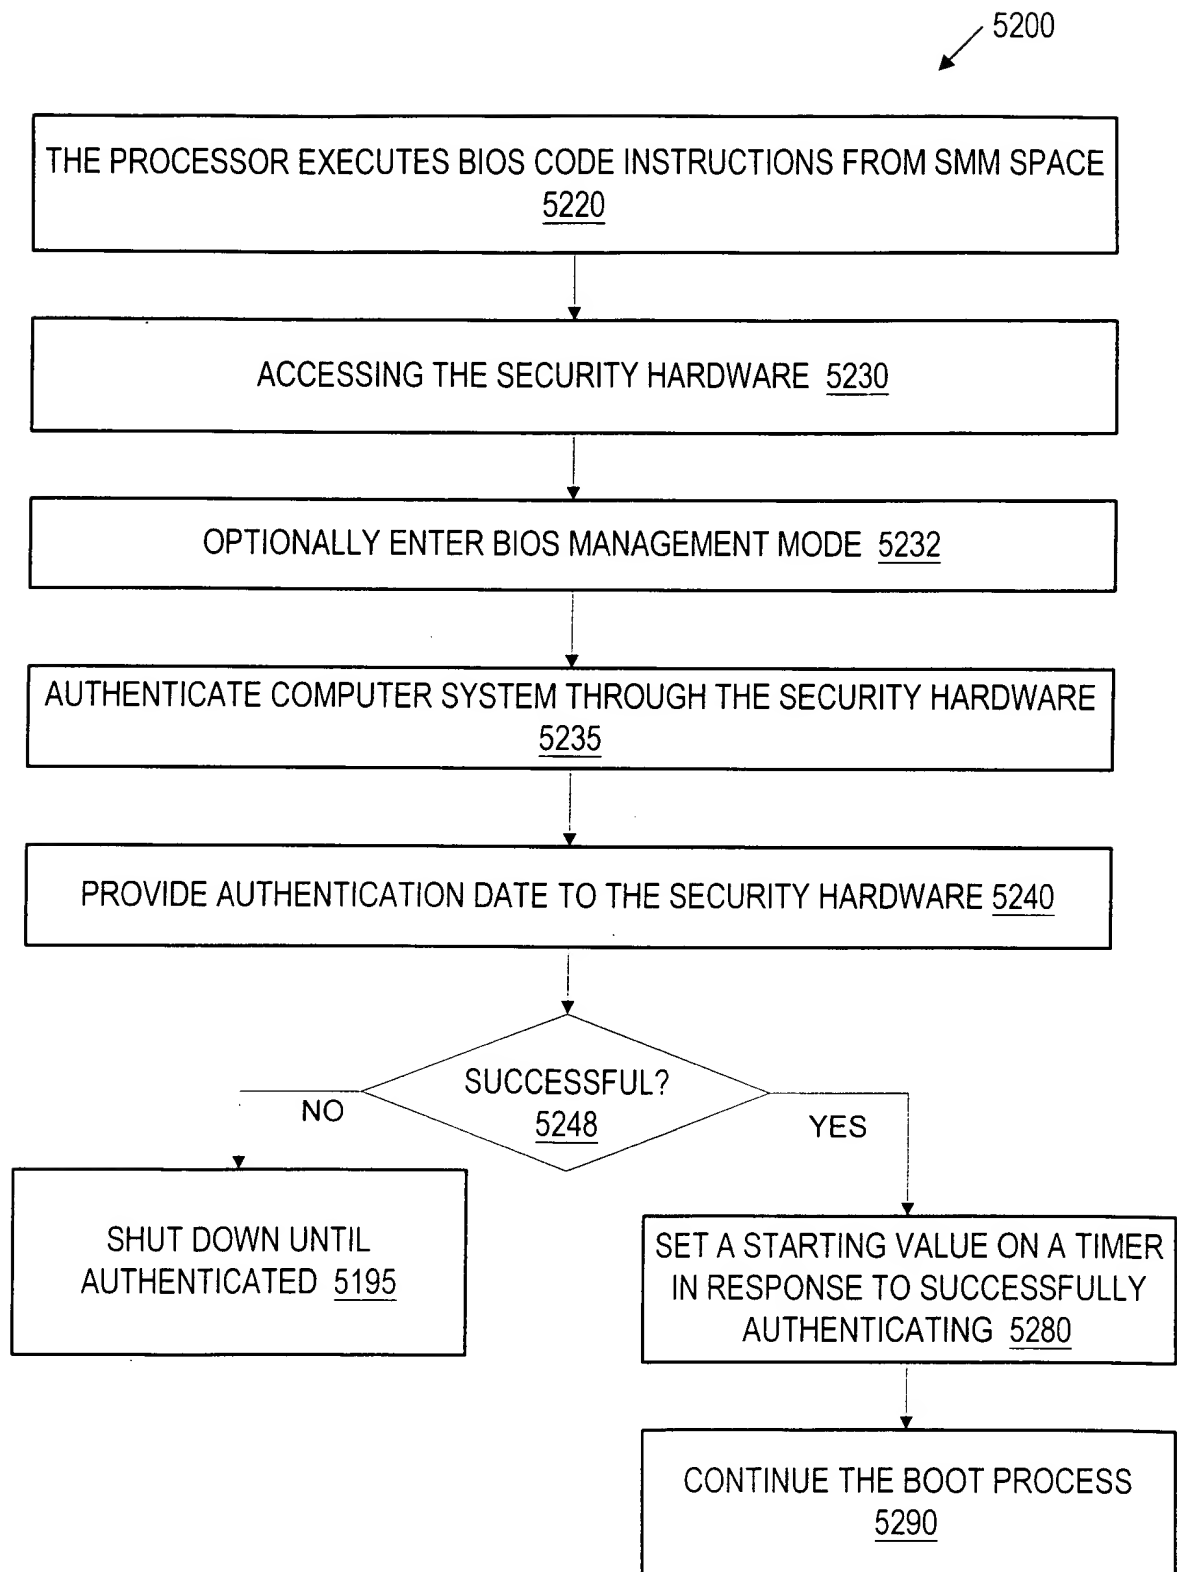 5200
THE PROCESSOR EXECUTES BIOS CODE INSTRUCTIONS FROM SMM SPACE
5220
ACCESSING THE SECURITY HARDWARE 5230
OPTIONALLY ENTER BIOS MANAGEMENT MODE 5232
AUTHENTICATE COMPUTER SYSTEM THROUGH THE SECURITY HARDWARE
5235
PROVIDE AUTHENTICATION DATE TO THE SECURITY HARDWARE 5240
SUCCESSFUL?
5248
NO
YES
SHUT DOWN UNTIL
AUTHENTICATED 5195
SET A STARTING VALUE ON A TIMER
IN RESPONSE TO SUCCESSFULLY
AUTHENTICATING 5280
CONTINUE THE BOOT PROCESS
5290